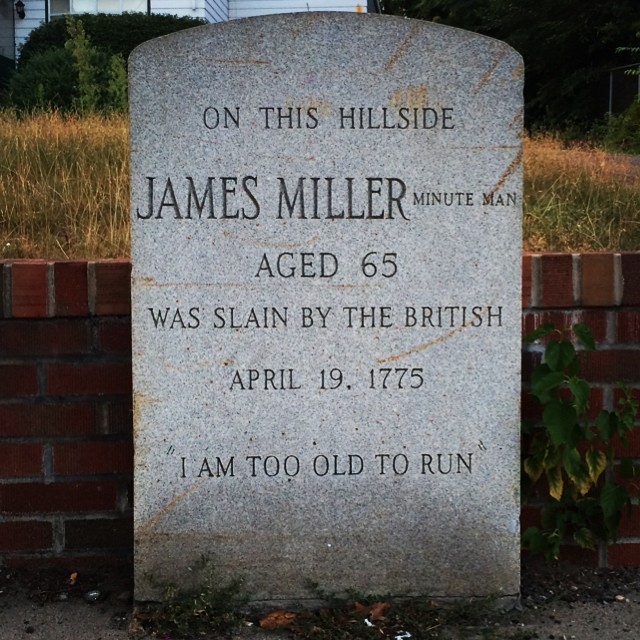 ON THIS HILLSIDE
JAMES MILLER MINUTE MAN
AGED 65
WAS SLAIN BY THE BRITISH
APRIL 19. 1775
"I AM TOO OLD TO RUN"